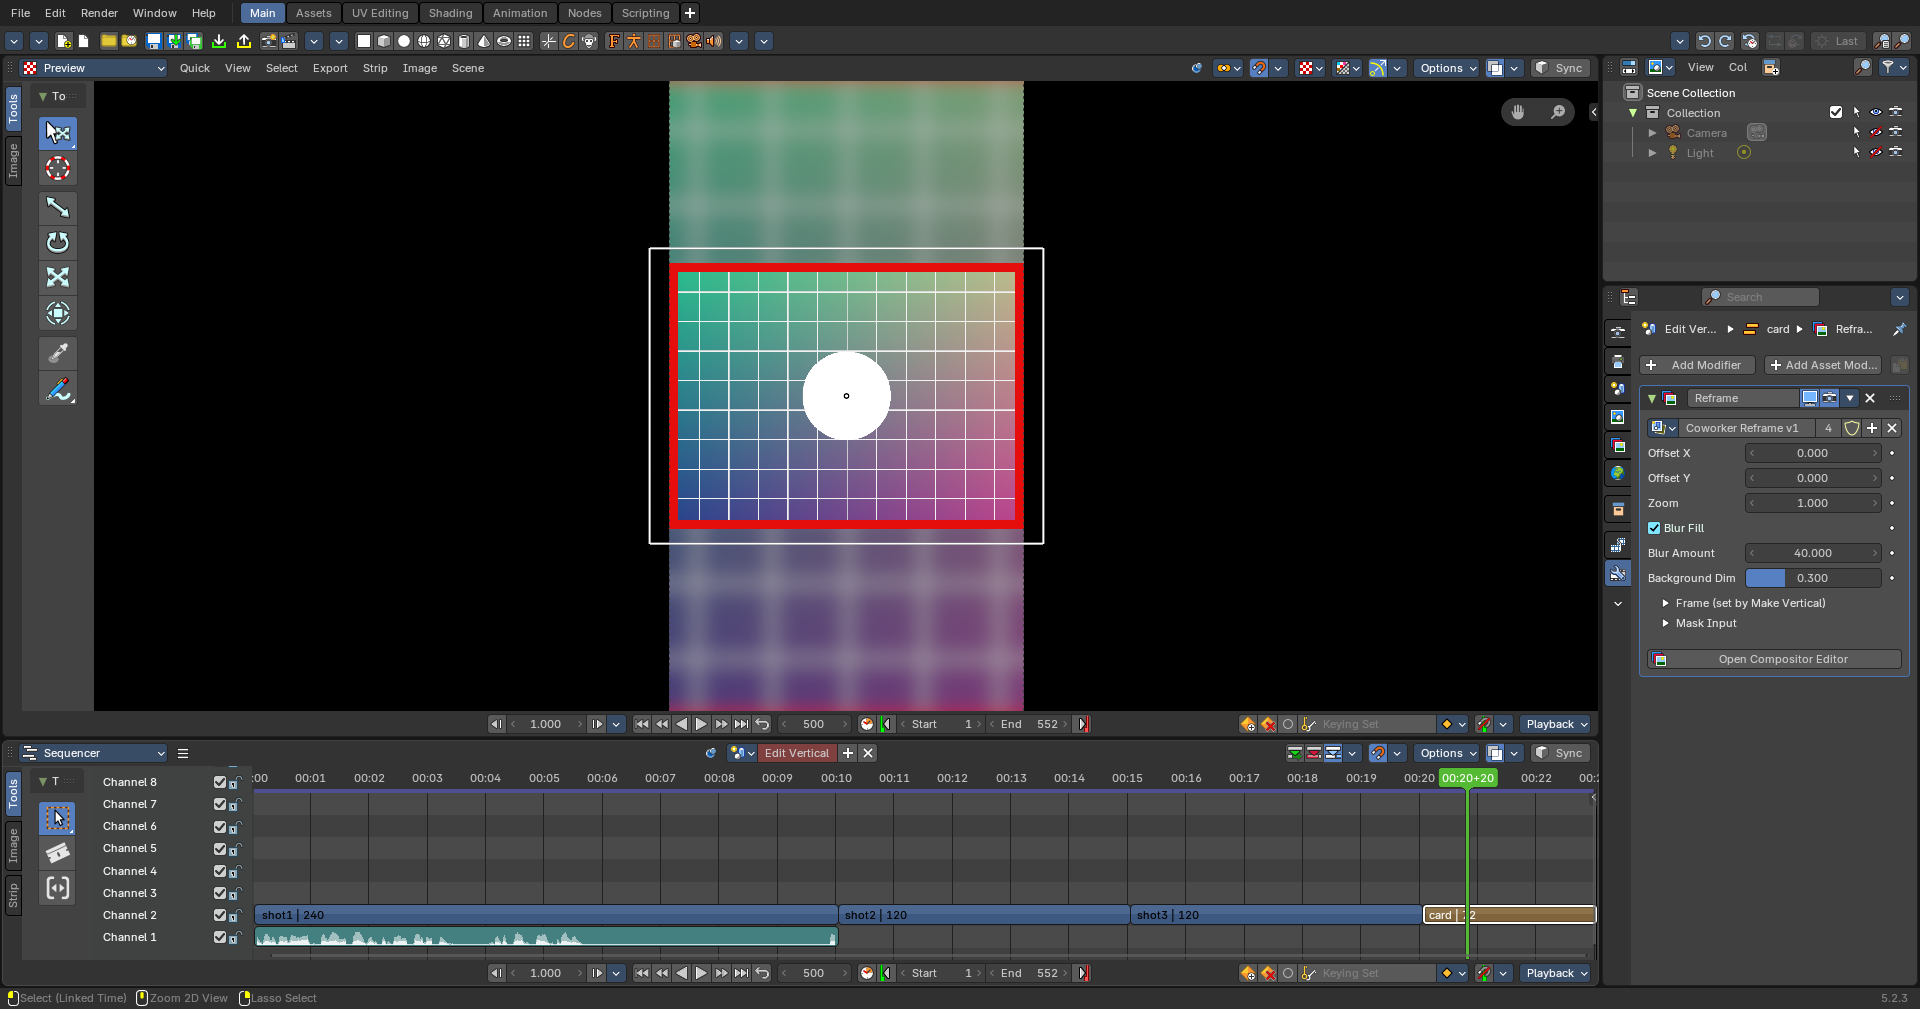 File Edit Render Window Help Main Assets UV Editing Shading Animation Nodes Scripting
Last
Preview Quick View Select Export Strip Image Scene Options Sync
View Col
Tools
Image
To
Scene Collection
Collection
Camera
Light
Search
Edit Ver... card Refra...
Add Modifier Add Asset Mod...
Reframe
Coworker Reframe v1 4
Offset X 0.000
Offset Y 0.000
Zoom 1.000
Blur Fill
Blur Amount 40.000
Background Dim 0.300
Frame (set by Make Vertical)
Mask Input
Open Compositor Editor
1.000 500 Start 1 End 552 Keying Set Playback
Sequencer Edit Vertical Options Sync
Tools
Image
Strip
T
:00 00:01 00:02 00:03 00:04 00:05 00:06 00:07 00:08 00:09 00:10 00:11 00:12 00:13 00:14 00:15 00:16 00:17 00:18 00:19 00:20 00:20+20 00:22
Channel 8
Channel 7
Channel 6
Channel 5
Channel 4
Channel 3
Channel 2 shot1 | 240 shot2 | 120 shot3 | 120 card | 72
Channel 1
1.000 500 Start 1 End 552 Keying Set Playback
Select (Linked Time) Zoom 2D View Lasso Select 5.2.3